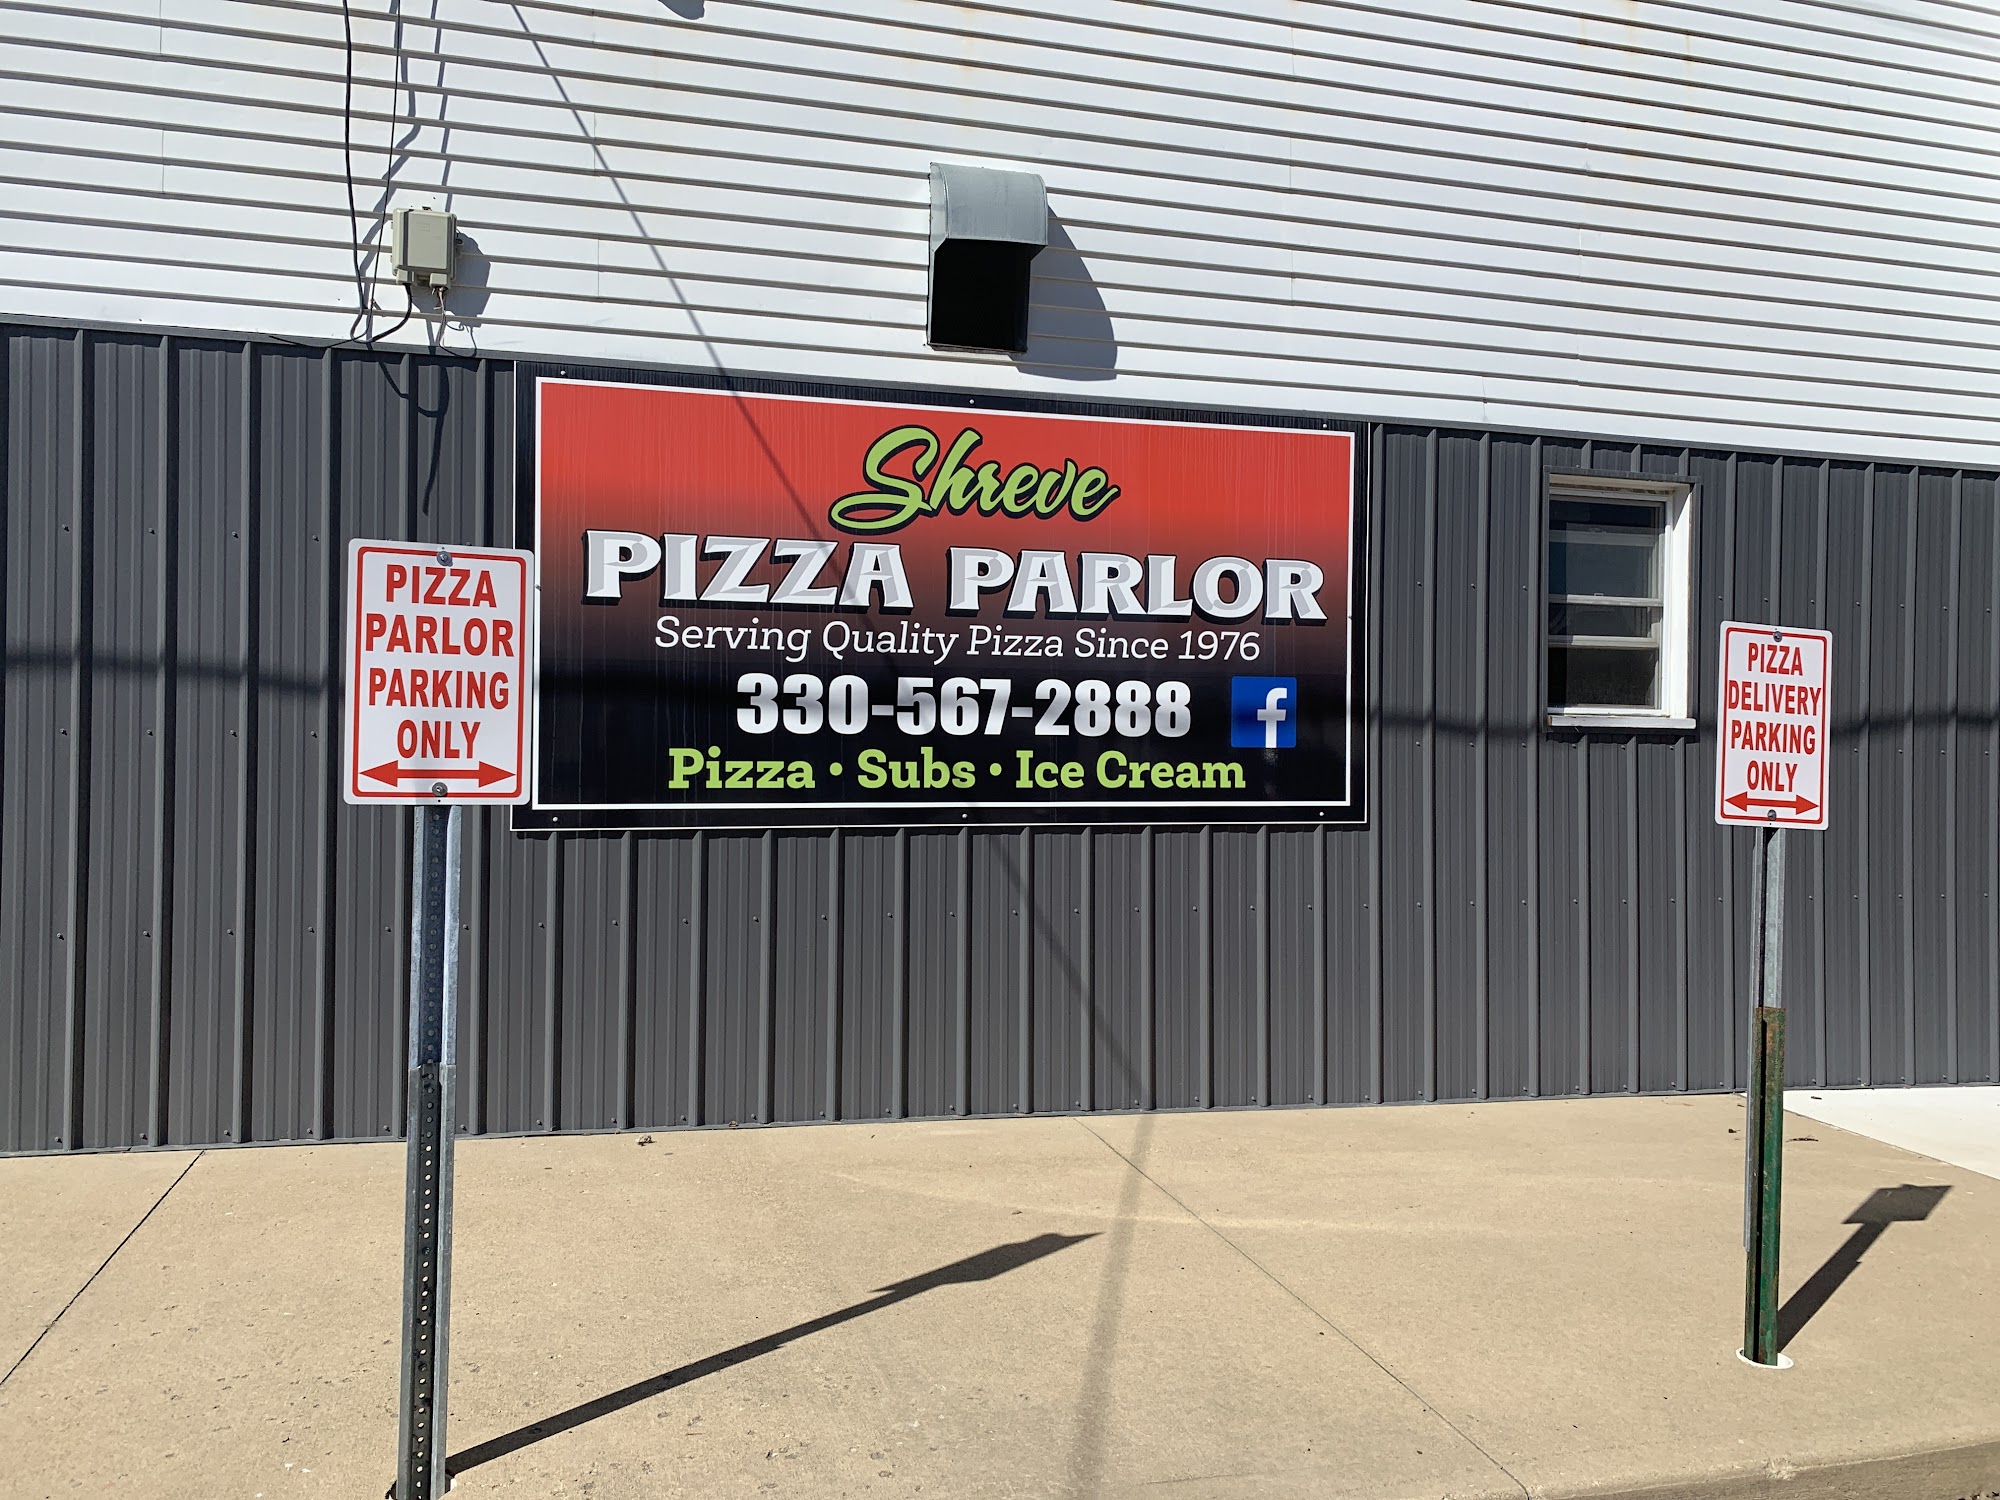 Shreve
PIZZA PARLOR
Serving Quality Pizza Since 1976
330-567-2888
f
Pizza • Subs • Ice Cream
PIZZA
PARLOR
PARKING
ONLY
PIZZA
DELIVERY
PARKING
ONLY